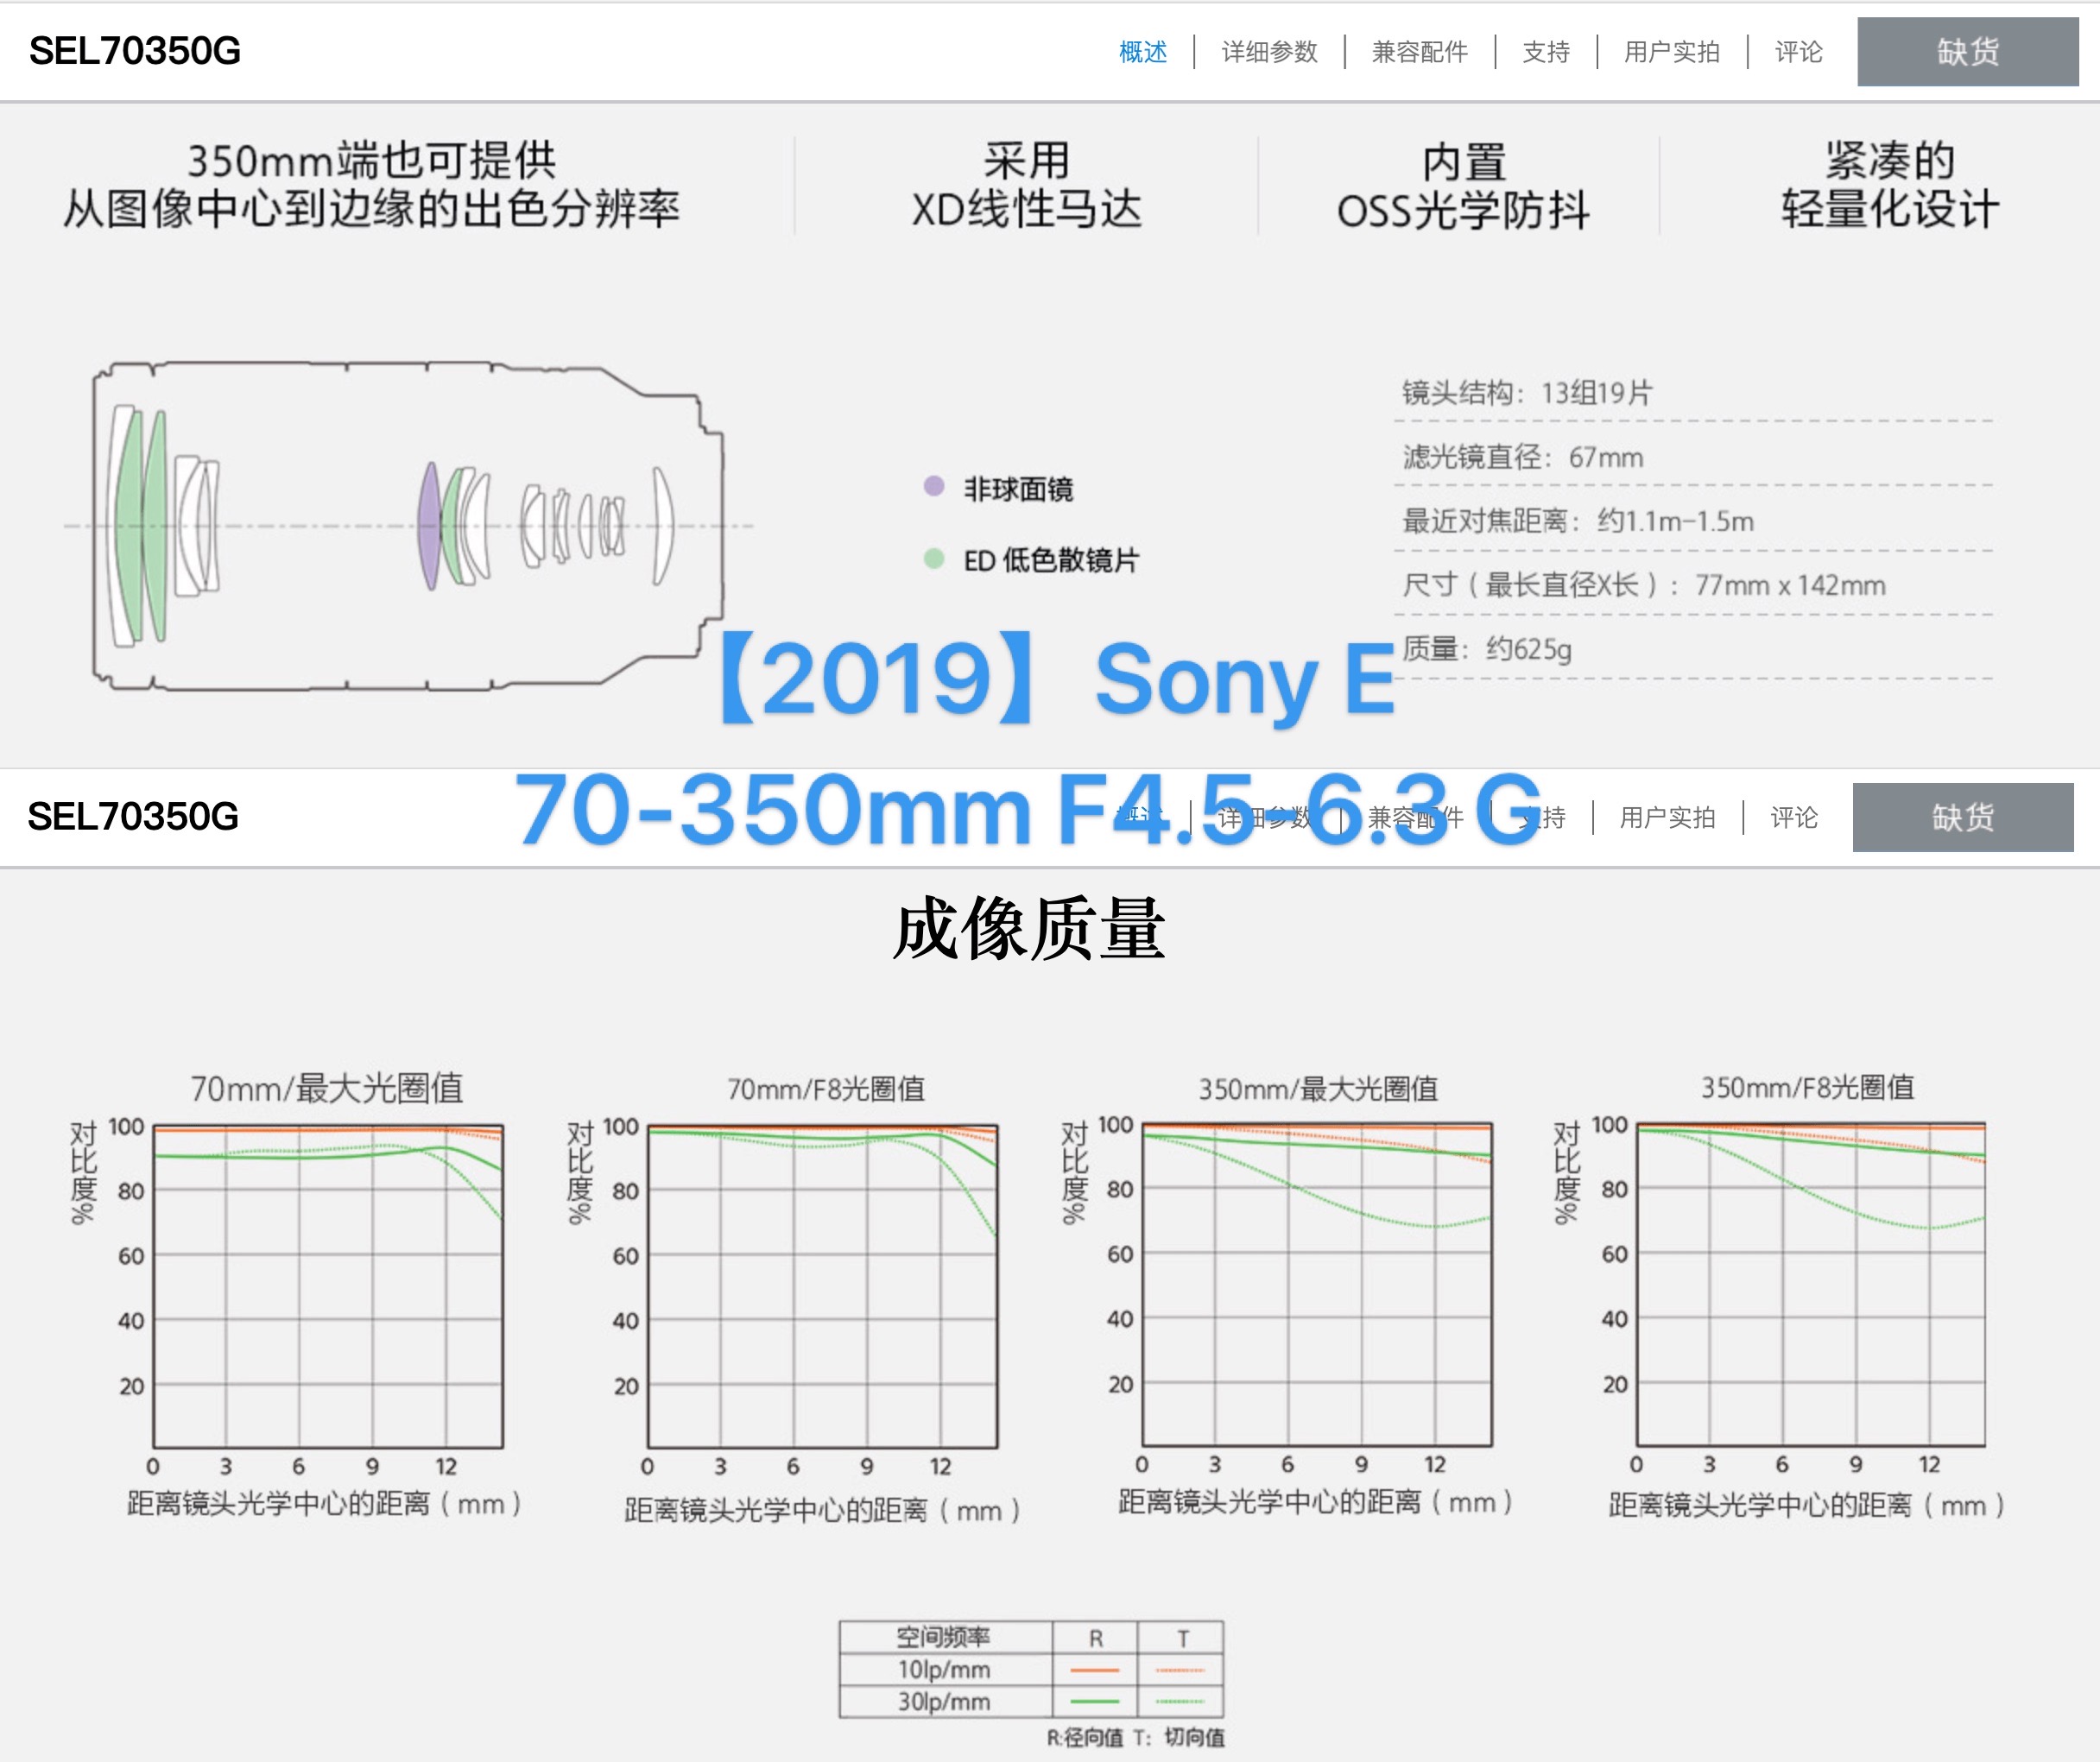 SEL70350G
概述
详细参数
兼容配件
支持
用户实拍
评论
缺货
350mm端也可提供
从图像中心到边缘的出色分辨率
采用
XD线性马达
内置
OSS光学防抖
紧凑的
轻量化设计
非球面镜
ED 低色散镜片
镜头结构：13组19片
滤光镜直径：67mm
最近对焦距离：约1.1m-1.5m
尺寸（最长直径X长）：77mm x 142mm
质量：约625g
【2019】Sony E
70-350mm F4.5-6.3 G
SEL70350G
概述
详细参数
兼容配件
支持
用户实拍
评论
缺货
成像质量
70mm/最大光圈值
对比度%
100
80
60
40
20
0 3 6 9 12
距离镜头光学中心的距离（mm）
70mm/F8光圈值
对比度%
100
80
60
40
20
0 3 6 9 12
距离镜头光学中心的距离（mm）
350mm/最大光圈值
对比度%
100
80
60
40
20
0 3 6 9 12
距离镜头光学中心的距离（mm）
350mm/F8光圈值
对比度%
100
80
60
40
20
0 3 6 9 12
距离镜头光学中心的距离（mm）
空间频率 R T
10lp/mm
30lp/mm
R:径向值 T：切向值